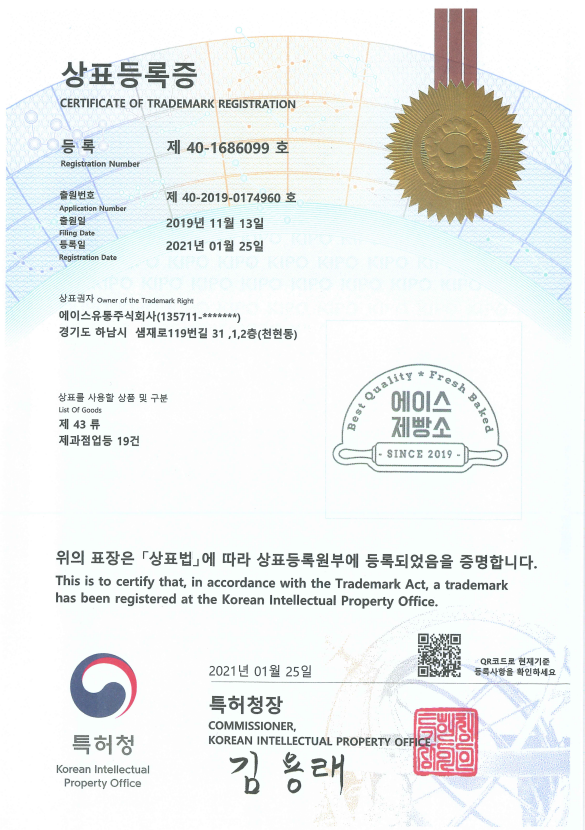 상표등록증
CERTIFICATE OF TRADEMARK REGISTRATION
등 록 제 40-1686099 호
Registration Number
출원번호 제 40-2019-0174960 호
Application Number
출원일 2019년 11월 13일
Filing Date
등록일 2021년 01월 25일
Registration Date
상표권자 Owner of the Trademark Right
에이스유통주식회사(135711-*******)
경기도 하남시 샘재로119번길 31 ,1,2층(천현동)
상표를 사용할 상품 및 구분
List Of Goods
제 43 류
제과점업등 19건
Best Quality * Fresh Baked
에이스
제빵소
- SINCE 2019 -
위의 표장은 「상표법」에 따라 상표등록원부에 등록되었음을 증명합니다.
This is to certify that, in accordance with the Trademark Act, a trademark
has been registered at the Korean Intellectual Property Office.
QR코드로 현재기준
등록사항을 확인하세요
2021년 01월 25일
특허청장
COMMISSIONER,
KOREAN INTELLECTUAL PROPERTY OFFICE
김용래
특허청
Korean Intellectual
Property Office